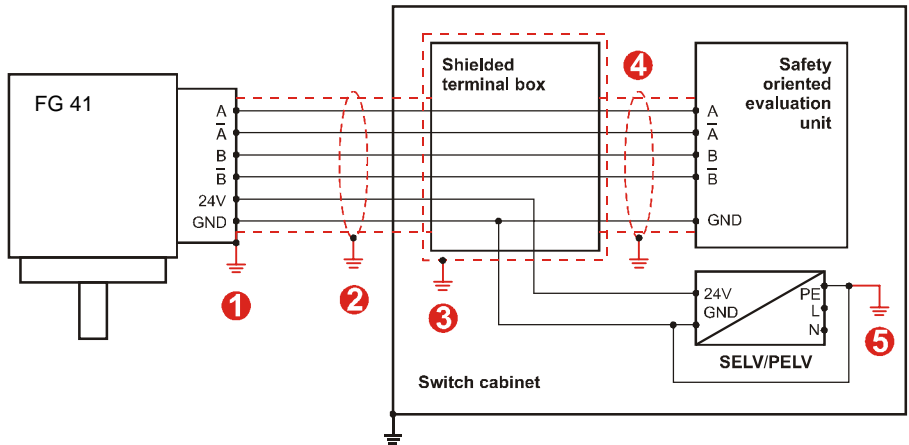 FG 41
A
A̅
B
B̅
24V
GND
1
2
Shielded
terminal box
3
4
Safety
oriented
evaluation
unit
A
A̅
B
B̅
GND
24V
GND
PE
L
N
5
SELV/PELV
Switch cabinet